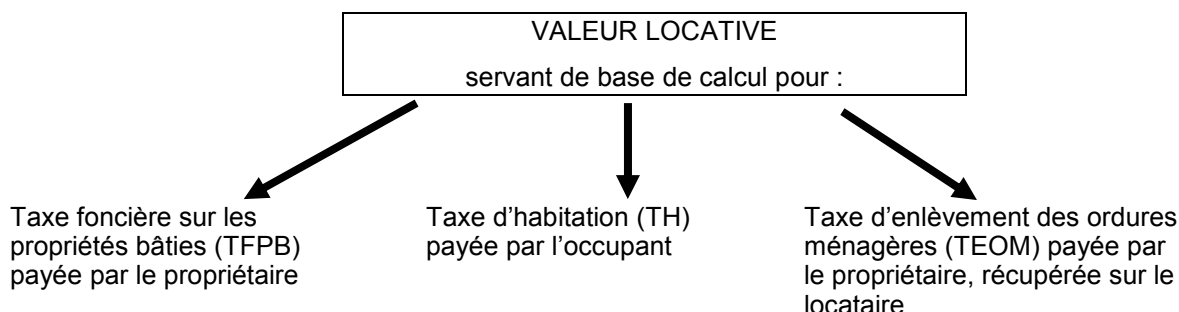 VALEUR LOCATIVE
servant de base de calcul pour :
Taxe foncière sur les
propriétés bâties (TFPB)
payée par le propriétaire
Taxe d’habitation (TH)
payée par l’occupant
Taxe d’enlèvement des ordures
ménagères (TEOM) payée par
le propriétaire, récupérée sur le
locataire